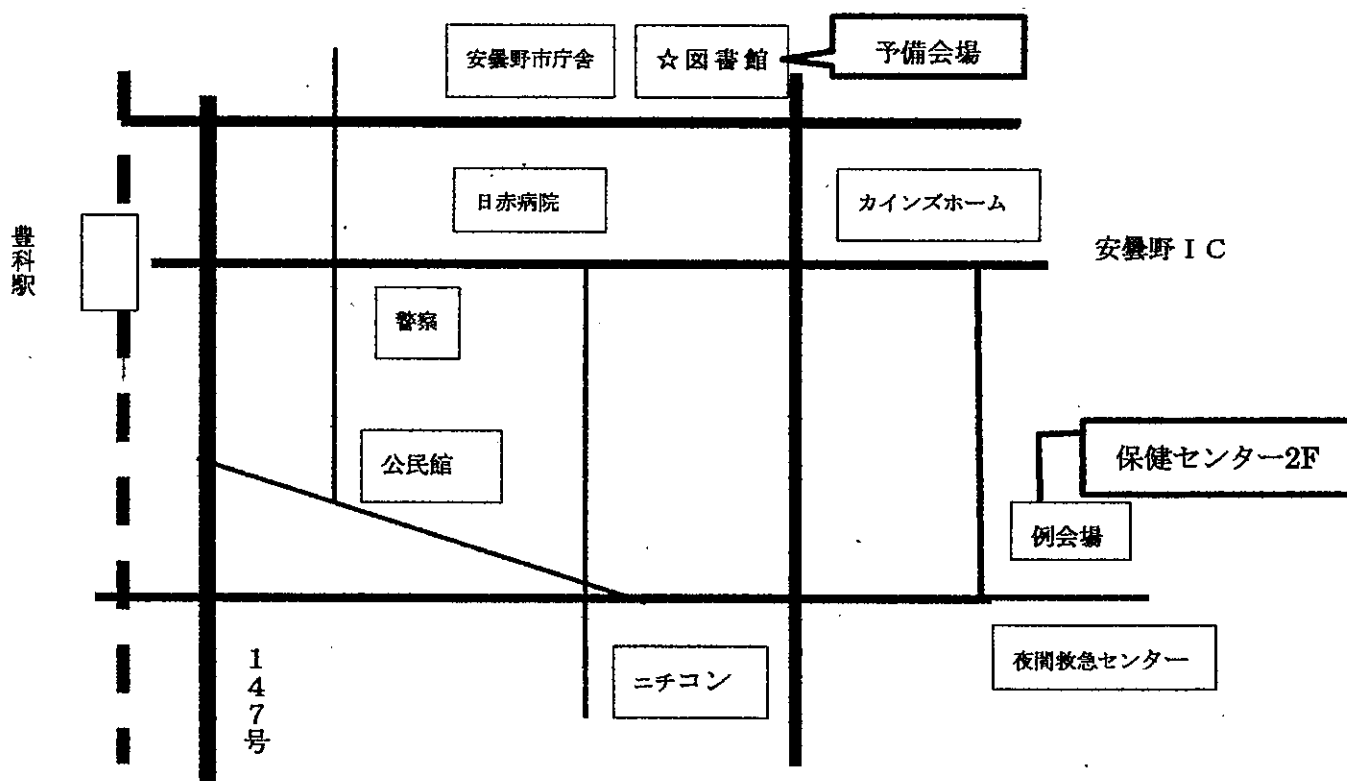 安曇野市庁舎
☆図書館
予備会場
日赤病院
カインズホーム
豊科駅
安曇野IC
警察
公民館
保健センター2F
例会場
夜間救急センター
ニチコン
147号